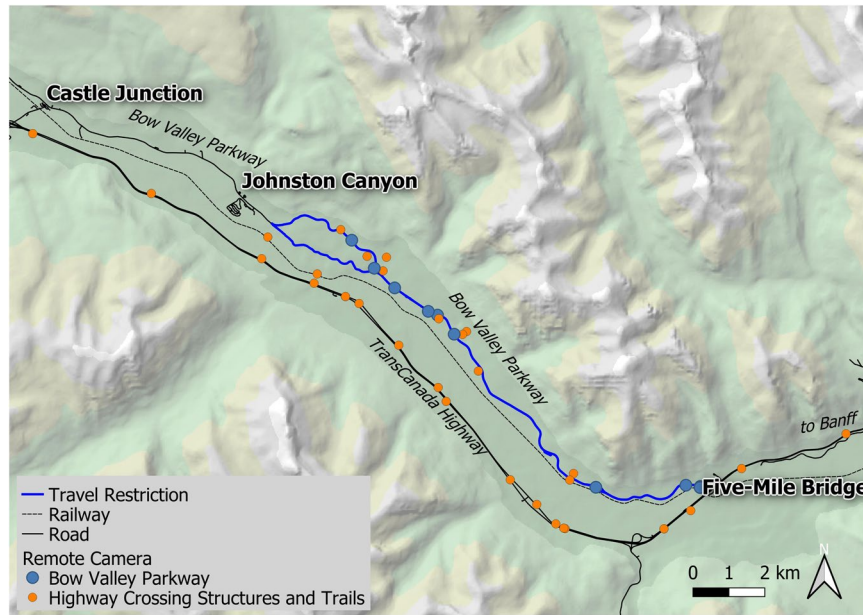 Castle Junction
Bow Valley Parkway
Johnston Canyon
Bow Valley Parkway
TransCanada Highway
to Banff
Five-Mile Bridge
Travel Restriction
Railway
Road
Remote Camera
Bow Valley Parkway
Highway Crossing Structures and Trails
N
0 1 2 km